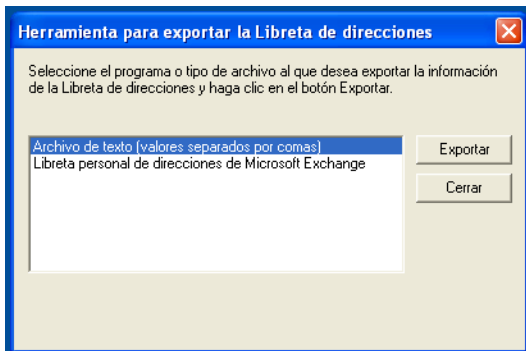 Herramienta para exportar la Libreta de direcciones
Seleccione el programa o tipo de archivo al que desea exportar la información
de la Libreta de direcciones y haga clic en el botón Exportar.
Archivo de texto (valores separados por comas)
Libreta personal de direcciones de Microsoft Exchange
Exportar
Cerrar